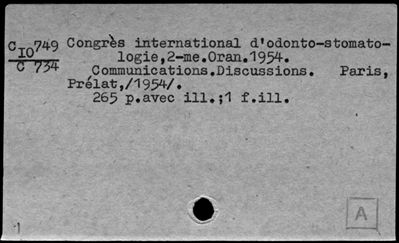 C10749 Congrès international d'odonto-stomato-
C 734 logie,2-me.Oran.1954.
Communications.Discussions. Paris,
Prélat,/1954/.
265 p.avec ill.;1 f.ill.
1
A